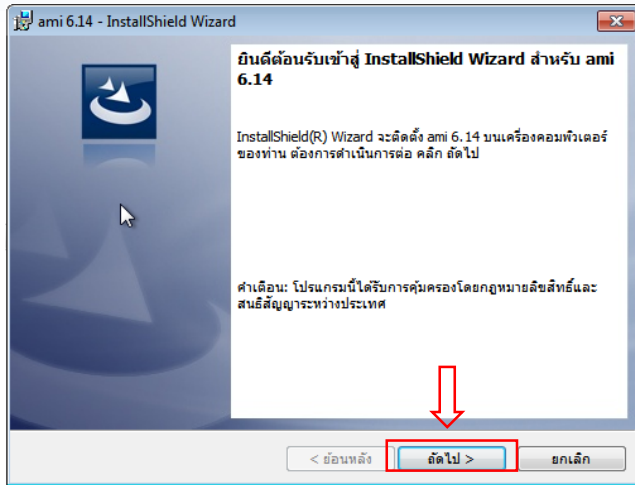 ami 6.14 - InstallShield Wizard
ยินดีต้อนรับเข้าสู่ InstallShield Wizard สำหรับ ami
6.14
InstallShield(R) Wizard จะติดตั้ง ami 6.14 บนเครื่องคอมพิวเตอร์
ของท่าน ต้องการดำเนินการต่อ คลิก ถัดไป
คำเตือน: โปรแกรมนี้ได้รับการคุ้มครองโดยกฎหมายลิขสิทธิ์และ
สนธิสัญญาระหว่างประเทศ
< ย้อนหลัง
ถัดไป >
ยกเลิก